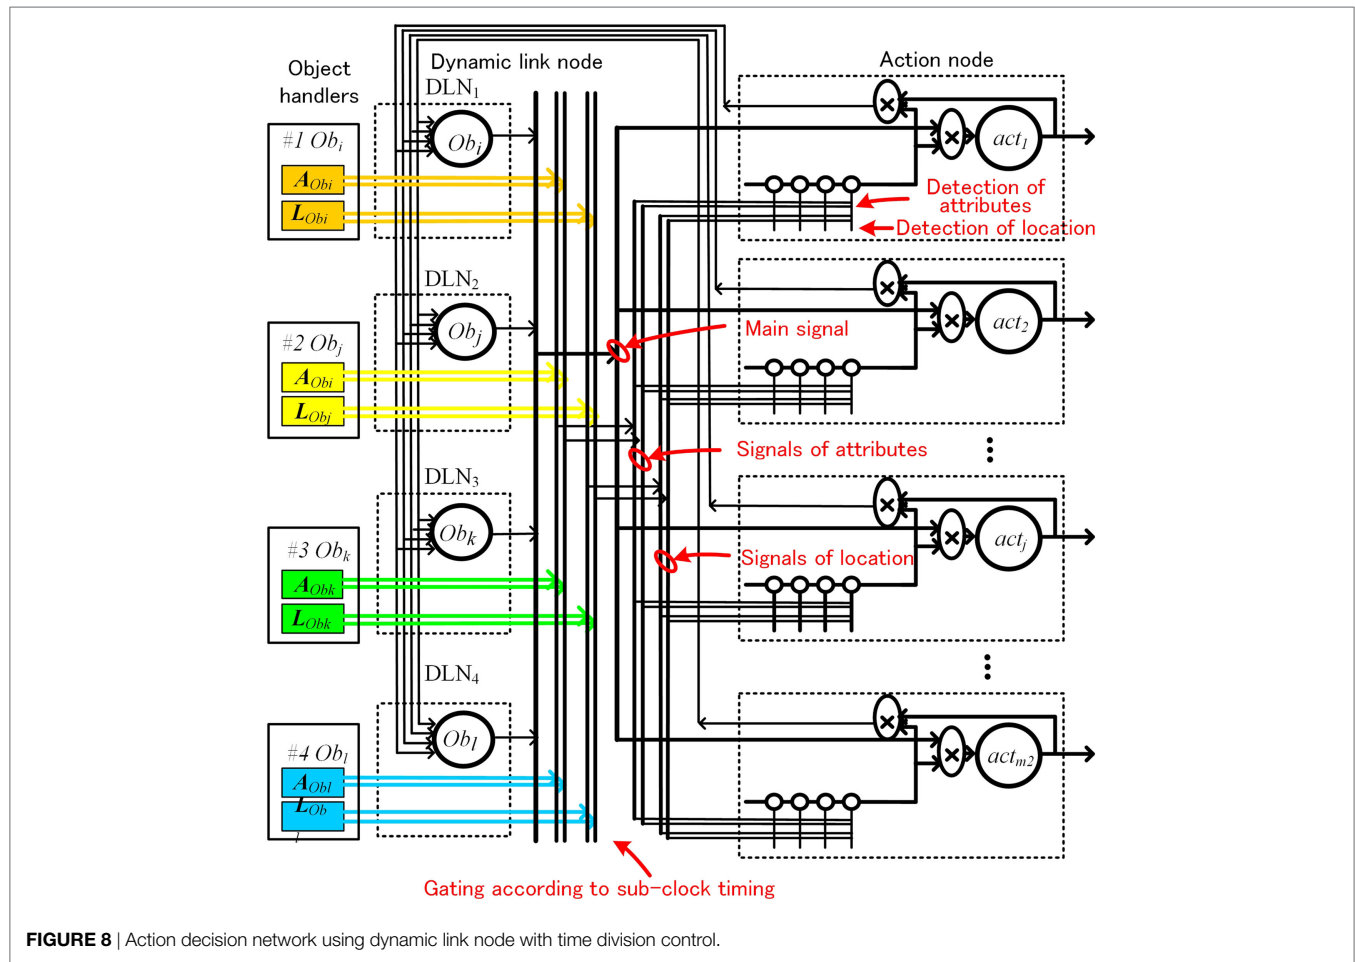 Object
handlers
Dynamic link node
Action node
DLN1
#1 Obi
Obi
AObi
LObi
act1
Detection of
attributes
Detection of location
DLN2
#2 Obj
Obj
AObi
LObj
act2
Main signal
Signals of attributes
DLN3
#3 Obk
Obk
AObk
LObk
actj
Signals of location
DLN4
#4 Obl
Obl
AObl
LOb
l
actm2
Gating according to sub-clock timing
FIGURE 8 | Action decision network using dynamic link node with time division control.